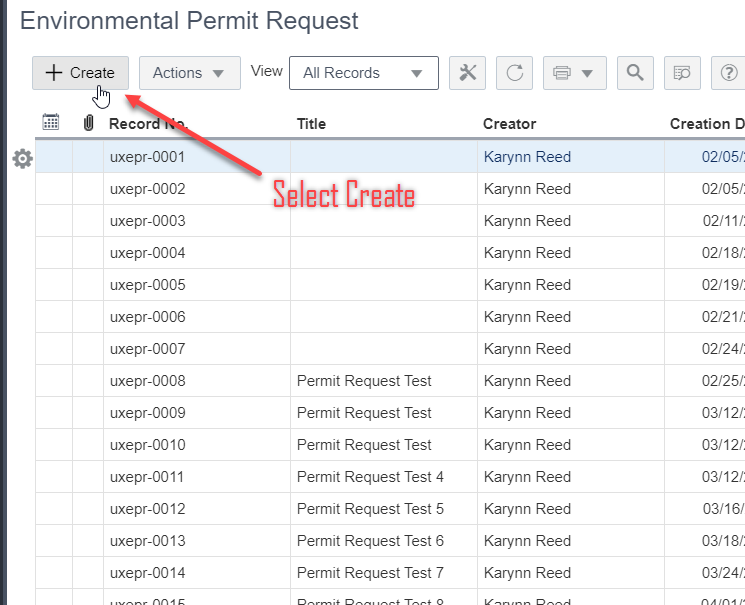 Environmental Permit Request
Create Actions View All Records ?
Record No. Title Creator Creation D
uxepr-0001 Karynn Reed 02/05/
Select Create
uxepr-0002 Karynn Reed 02/05/
uxepr-0003 Karynn Reed 02/11/
uxepr-0004 Karynn Reed 02/18/
uxepr-0005 Karynn Reed 02/19/
uxepr-0006 Karynn Reed 02/21/
uxepr-0007 Karynn Reed 02/24/
uxepr-0008 Permit Request Test Karynn Reed 02/25/
uxepr-0009 Permit Request Test Karynn Reed 03/12/
uxepr-0010 Permit Request Test Karynn Reed 03/12/
uxepr-0011 Permit Request Test 4 Karynn Reed 03/12/
uxepr-0012 Permit Request Test 5 Karynn Reed 03/16/
uxepr-0013 Permit Request Test 6 Karynn Reed 03/18/
uxepr-0014 Permit Request Test 7 Karynn Reed 03/24/
uxepr-0015 Permit Request Test 8 Karynn Reed 04/01/